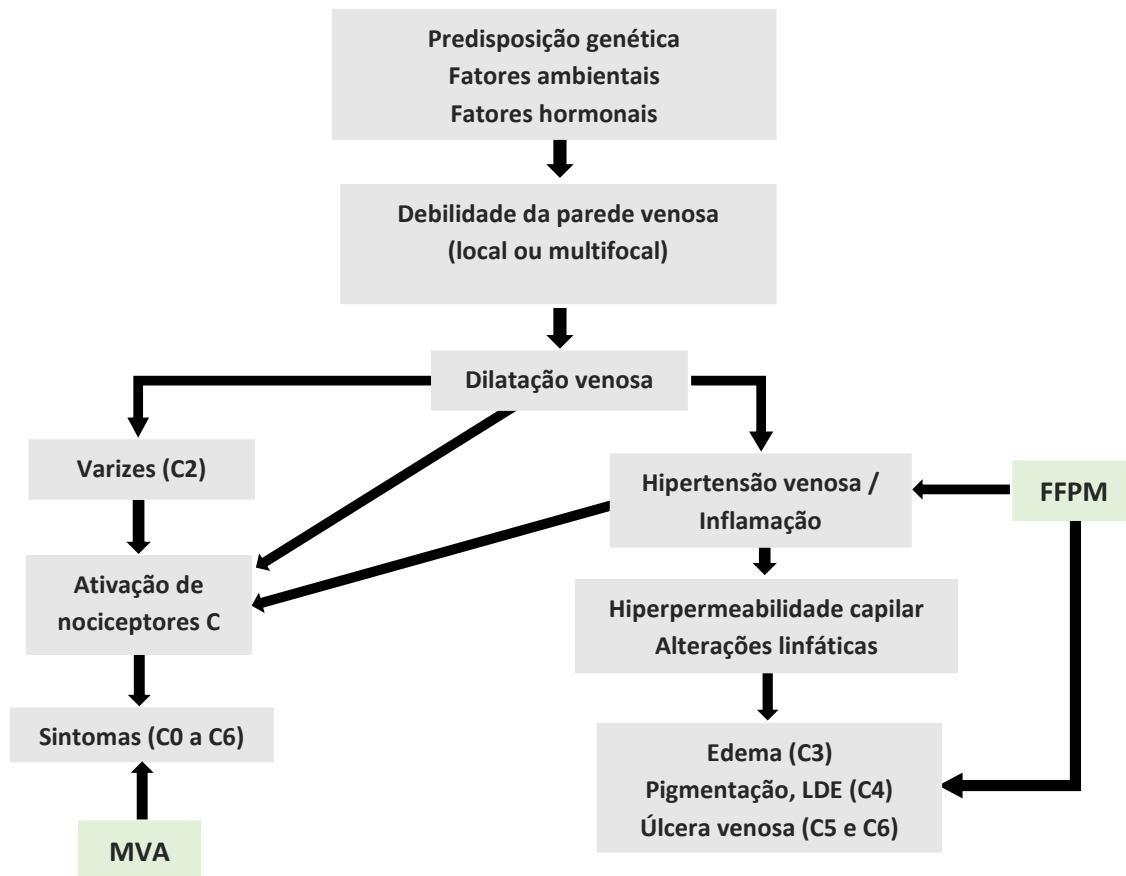 Predisposição genética
Fatores ambientais
Fatores hormonais
Debilidade da parede venosa
(local ou multifocal)
Dilatação venosa
Varizes (C2)
Hipertensão venosa /
Inflamação
FFPM
Ativação de
nociceptores C
Hiperpermeabilidade capilar
Alterações linfáticas
Sintomas (C0 a C6)
Edema (C3)
Pigmentação, LDE (C4)
Úlcera venosa (C5 e C6)
MVA